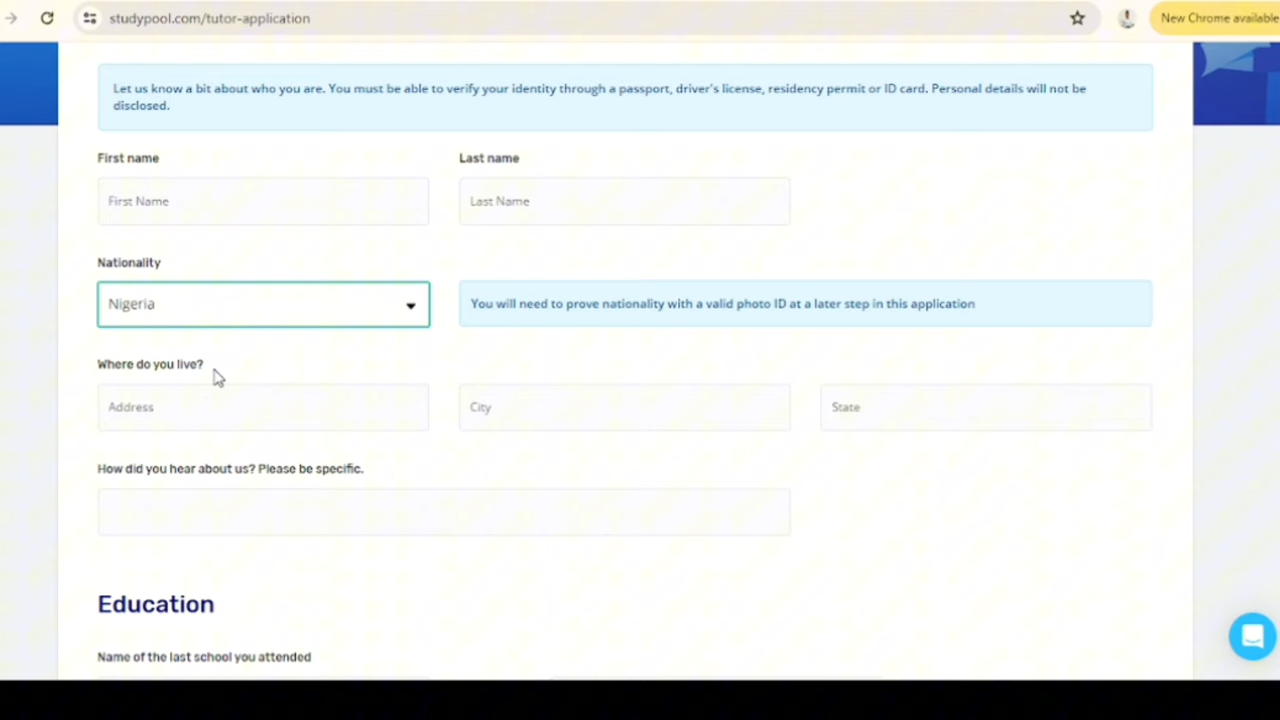 studypool.com/tutor-application
New Chrome available
Let us know a bit about who you are. You must be able to verify your identity through a passport, driver's license, residency permit or ID card. Personal details will not be
disclosed.
First name
Last name
First Name
Last Name
Nationality
Nigeria
You will need to prove nationality with a valid photo ID at a later step in this application
Where do you live?
Address
City
State
How did you hear about us? Please be specific.
Education
Name of the last school you attended